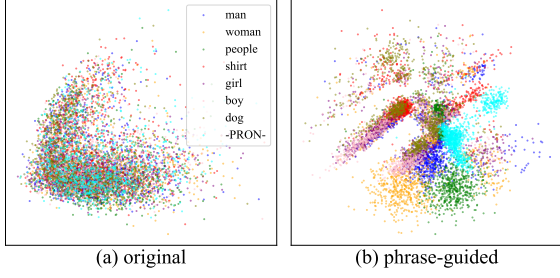 man
woman
people
shirt
girl
boy
dog
-PRON-
(a) original
(b) phrase-guided